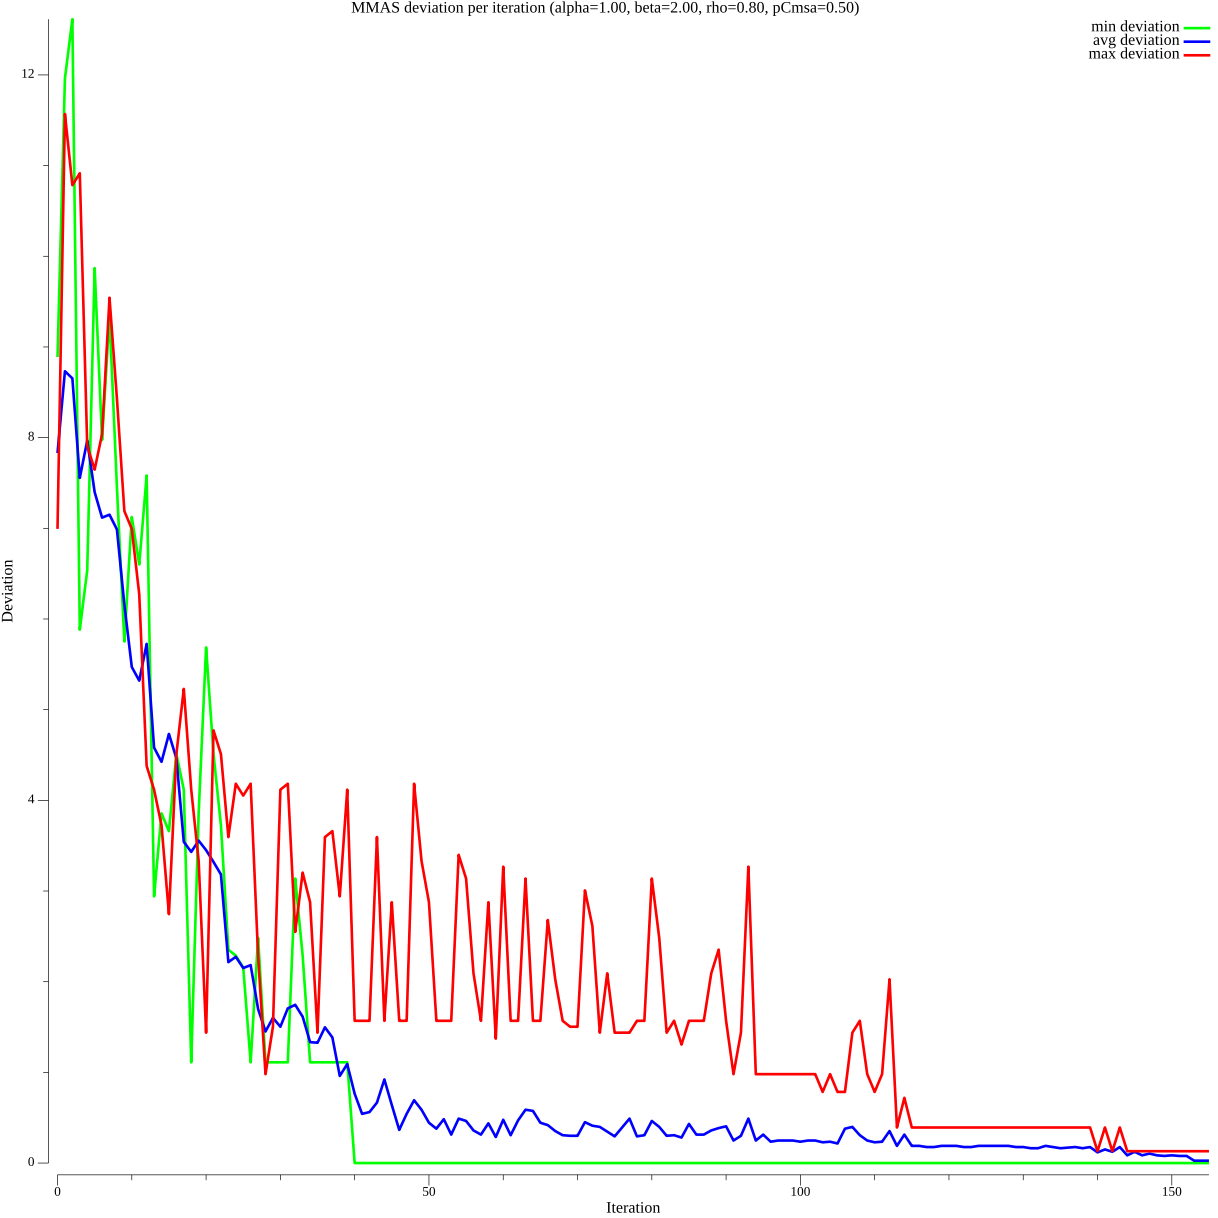 MMAS deviation per iteration (alpha=1.00, beta=2.00, rho=0.80, pCmsa=0.50)
min deviation
avg deviation
max deviation
12
8
4
0
Deviation
0 50 100 150
Iteration